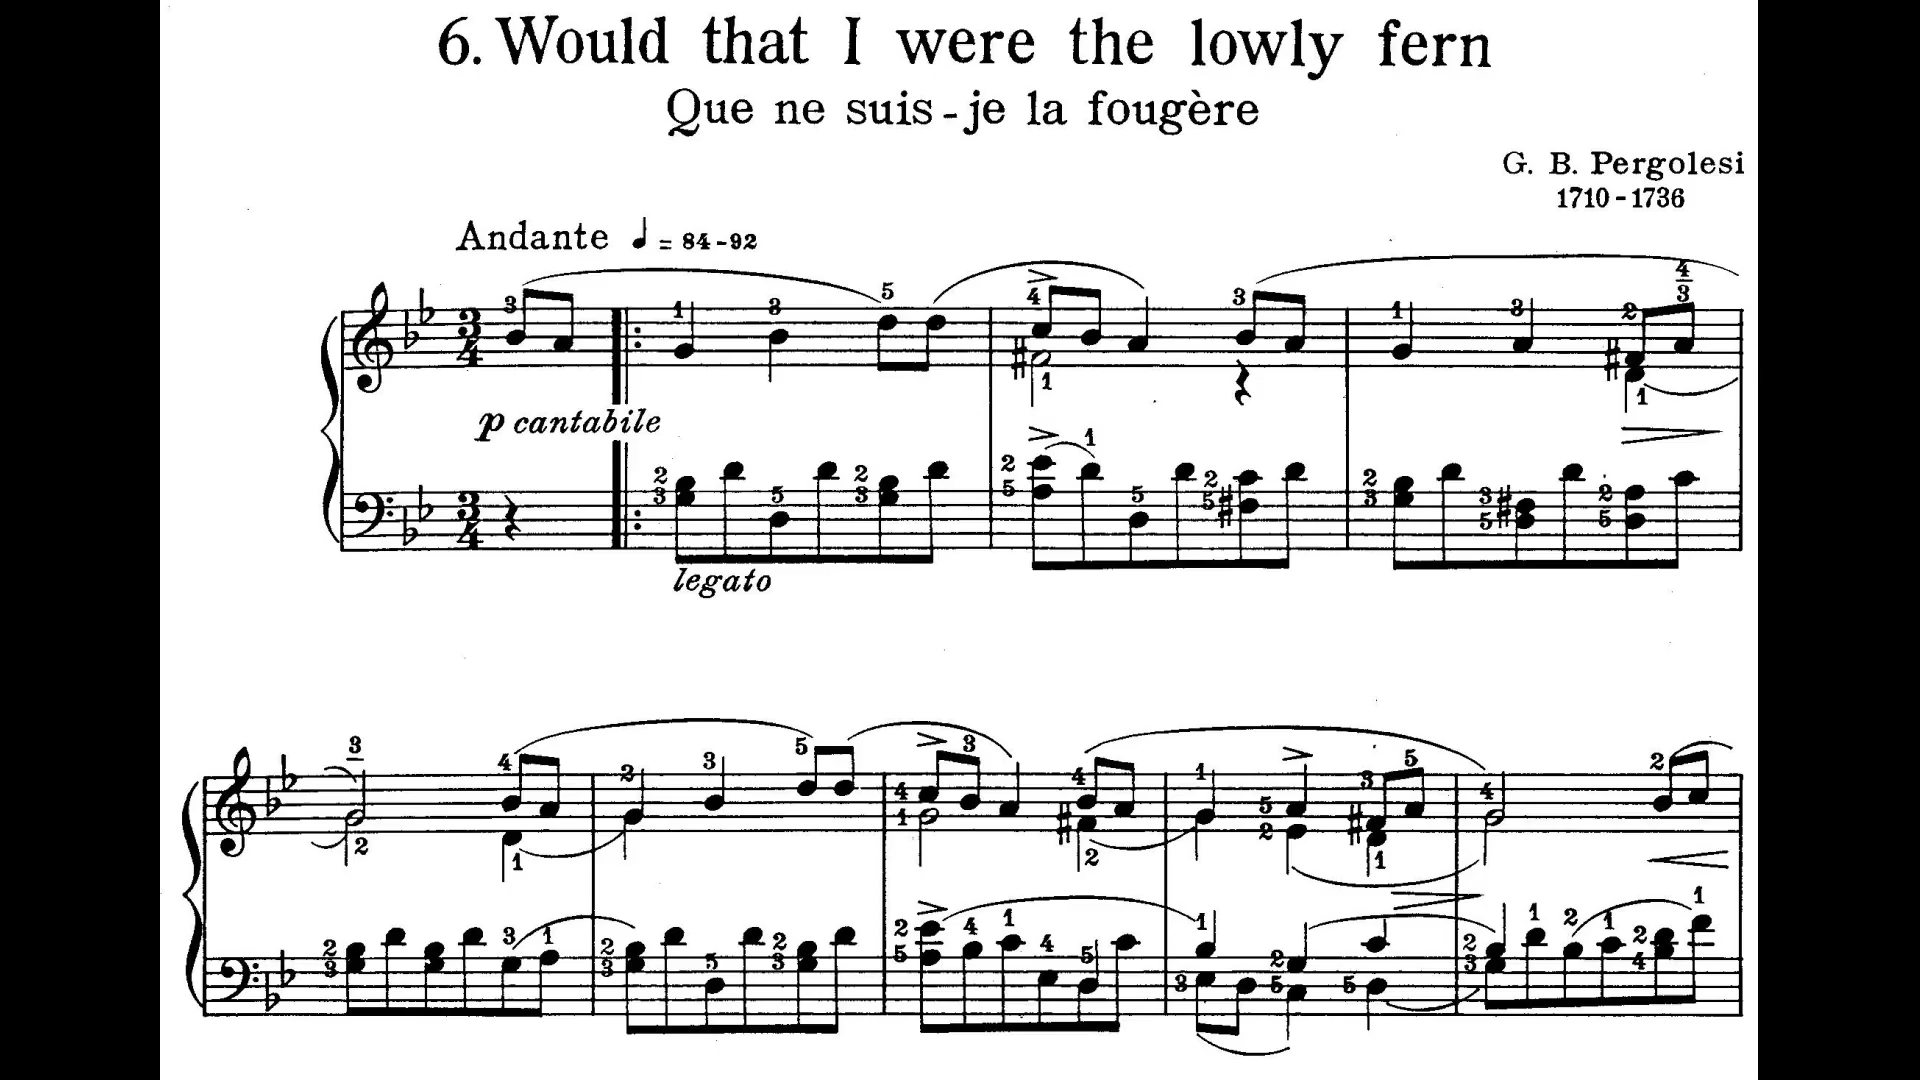 6. Would that I were the lowly fern
Que ne suis-je la fougère
G. B. Pergolesi
1710-1736
Andante ♩ = 84-92
p cantabile
legato